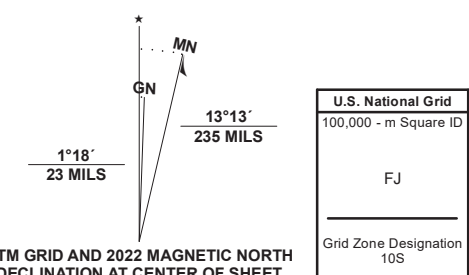 ★
MN
GN
13°13´
235 MILS
1°18´
23 MILS
TM GRID AND 2022 MAGNETIC NORTH
DECLINATION AT CENTER OF SHEET
U.S. National Grid
100,000 - m Square ID
FJ
Grid Zone Designation
10S